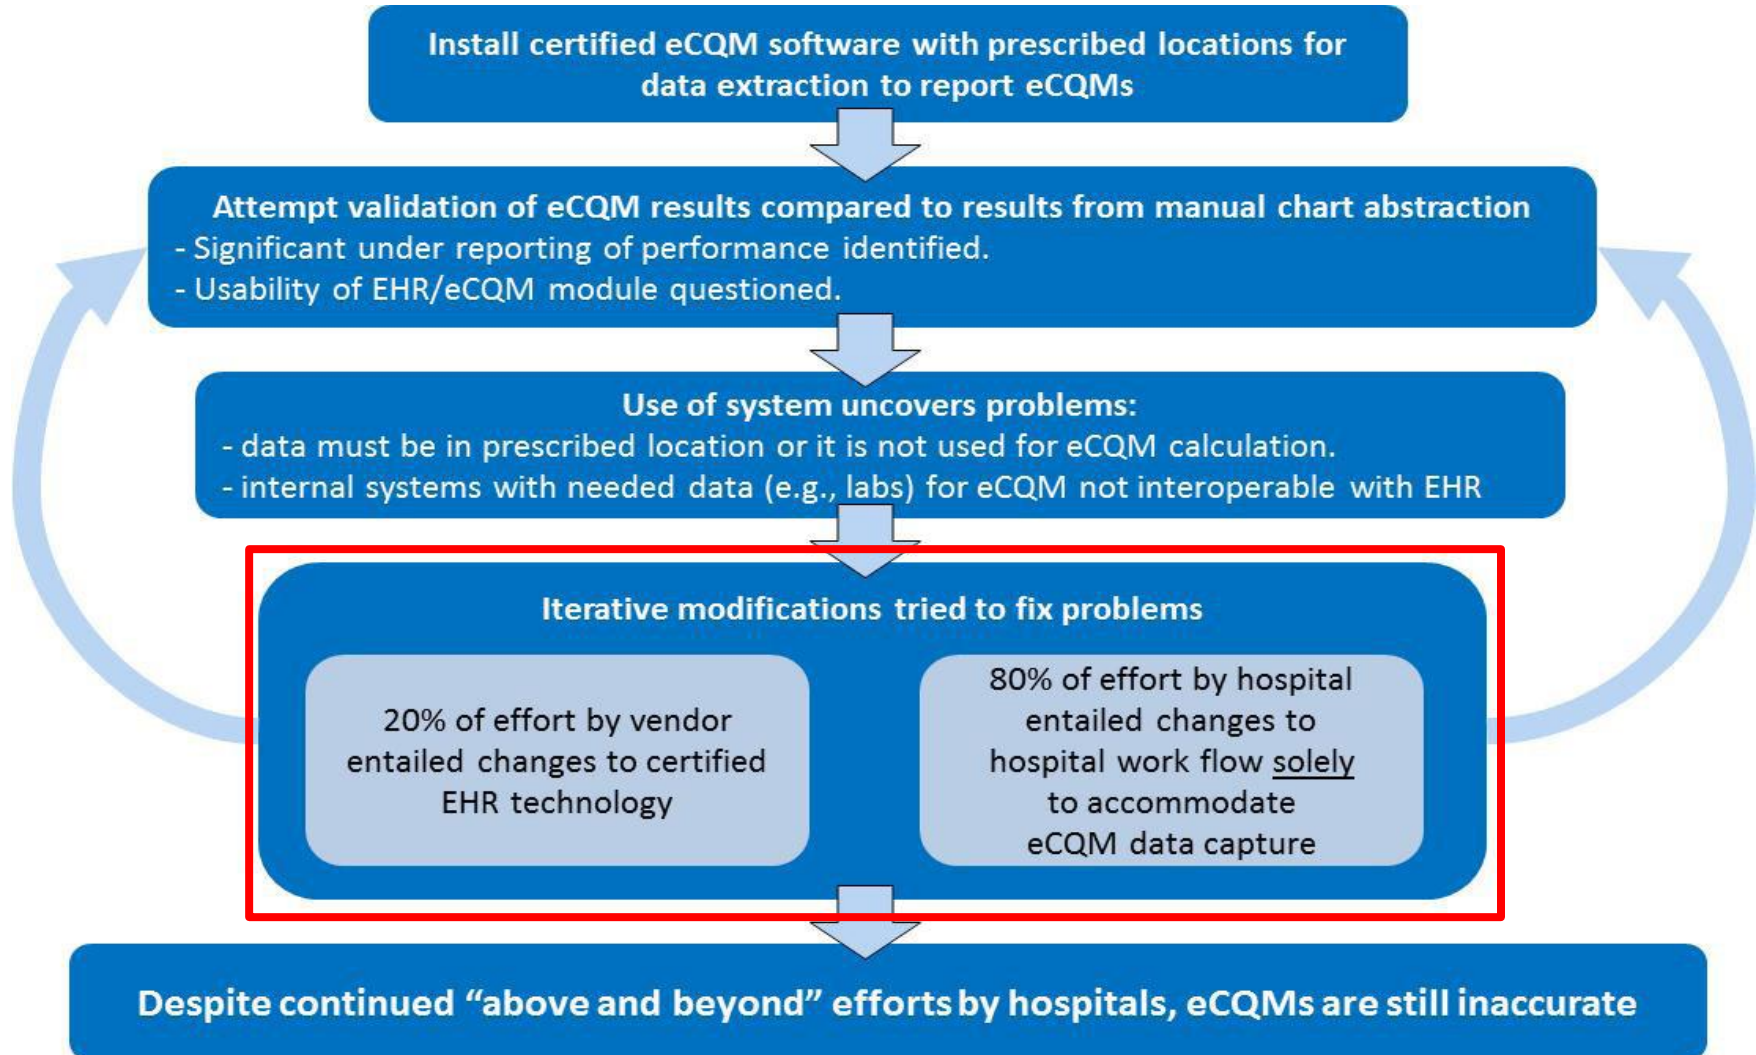 Install certified eCQM software with prescribed locations for
data extraction to report eCQMs
Attempt validation of eCQM results compared to results from manual chart abstraction
- Significant under reporting of performance identified.
- Usability of EHR/eCQM module questioned.
Use of system uncovers problems:
- data must be in prescribed location or it is not used for eCQM calculation.
- internal systems with needed data (e.g., labs) for eCQM not interoperable with EHR
Iterative modifications tried to fix problems
20% of effort by vendor
entailed changes to certified
EHR technology
80% of effort by hospital
entailed changes to
hospital work flow solely
to accommodate
eCQM data capture
Despite continued “above and beyond” efforts by hospitals, eCQMs are still inaccurate